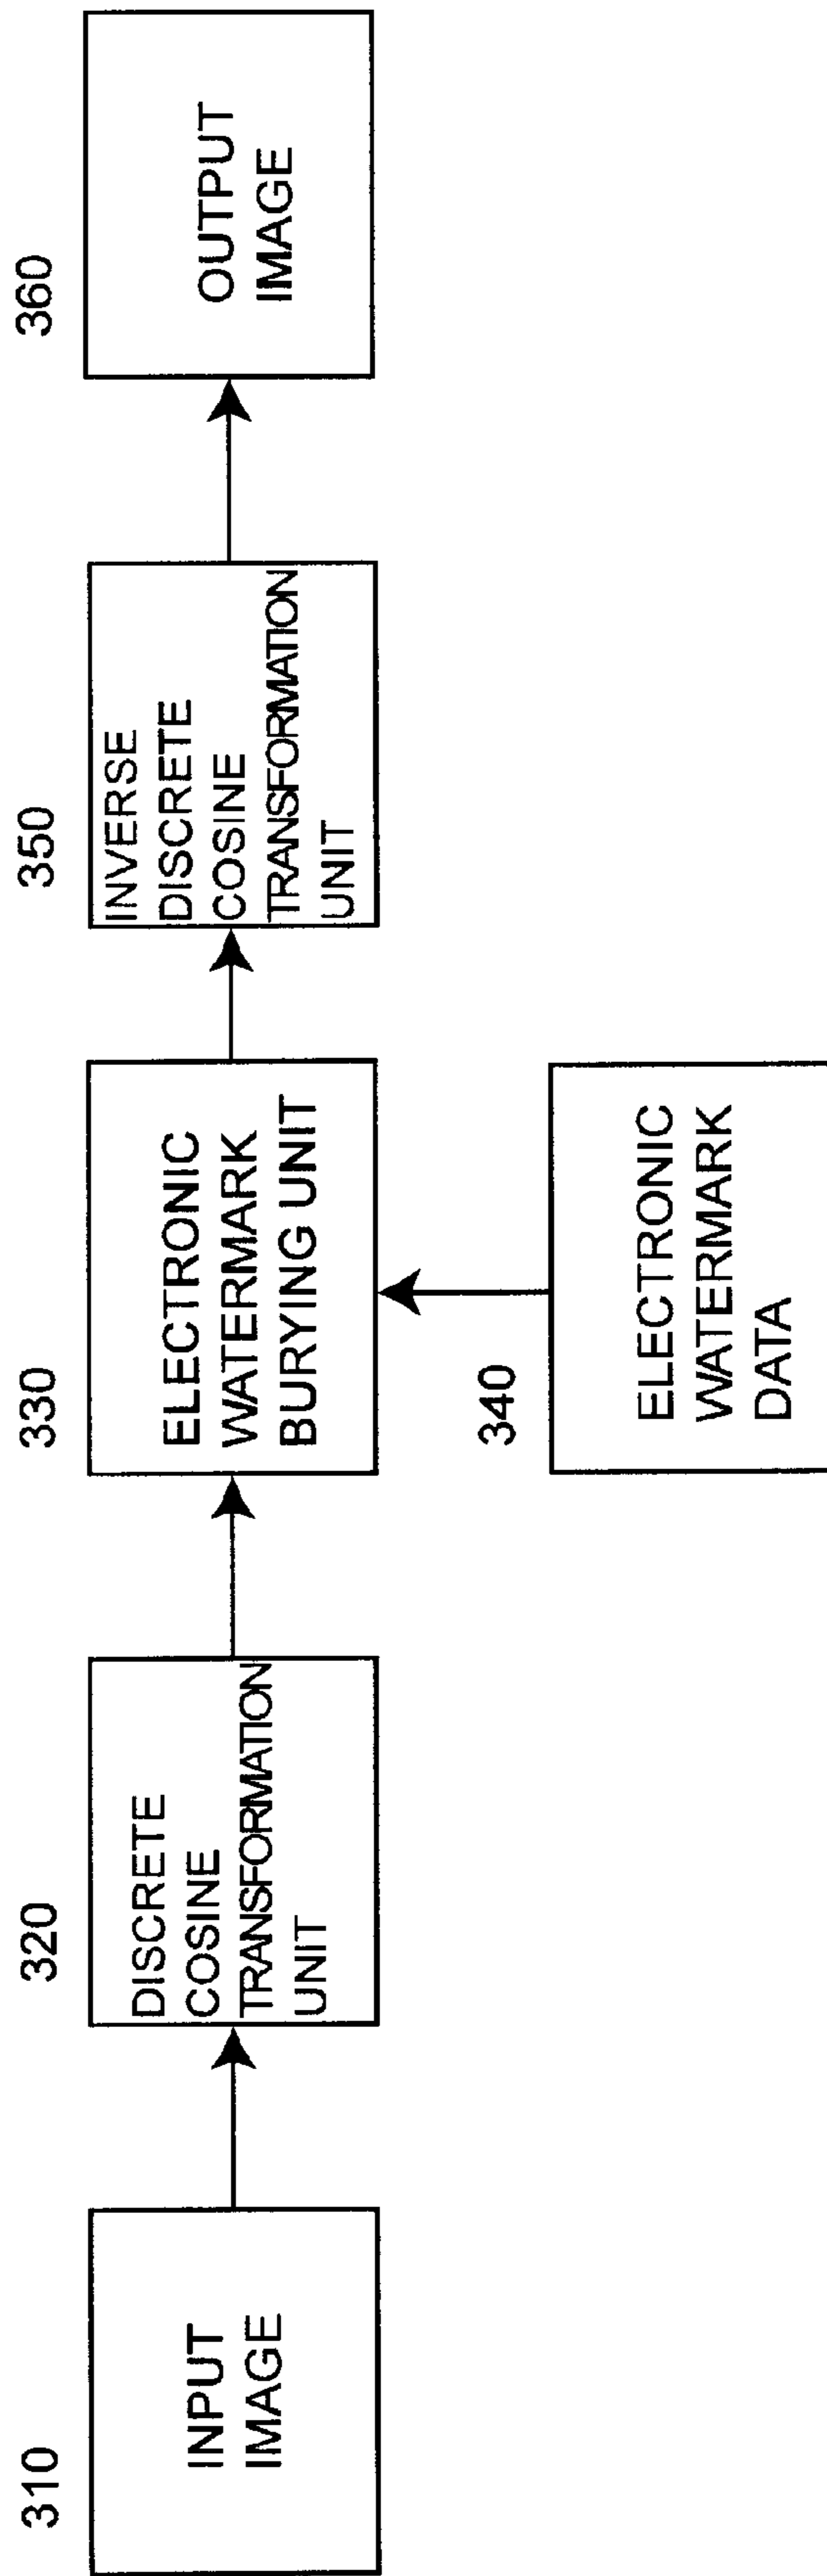 310
INPUT
IMAGE
320
DISCRETE
COSINE
TRANSFORMATION
UNIT
330
ELECTRONIC
WATERMARK
BURYING UNIT
340
ELECTRONIC
WATERMARK
DATA
350
INVERSE
DISCRETE
COSINE
TRANSFORMATION
UNIT
360
OUTPUT
IMAGE